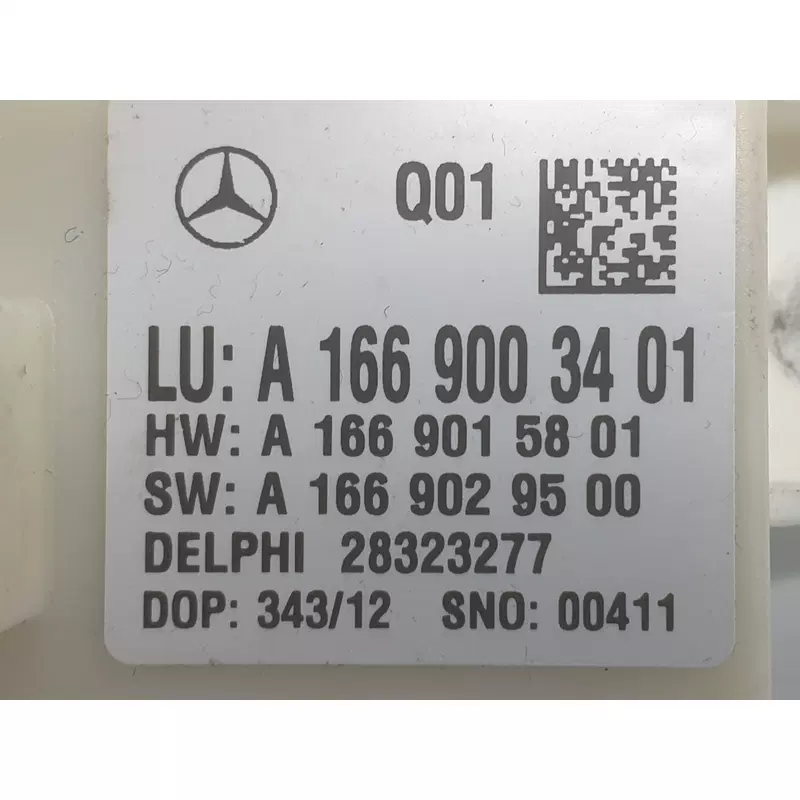 Q01
LU: A 166 900 34 01
HW: A 166 901 58 01
SW: A 166 902 95 00
DELPHI 28323277
DOP: 343/12 SNO: 00411